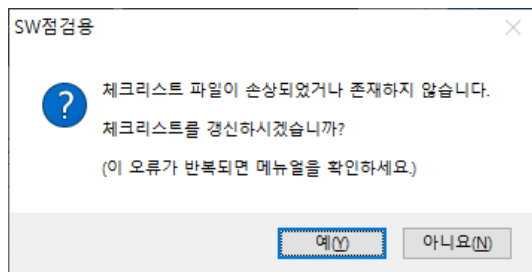 SW점검용
체크리스트 파일이 손상되었거나 존재하지 않습니다.
체크리스트를 갱신하시겠습니까?
(이 오류가 반복되면 메뉴얼을 확인하세요.)
예(Y)
아니요(N)